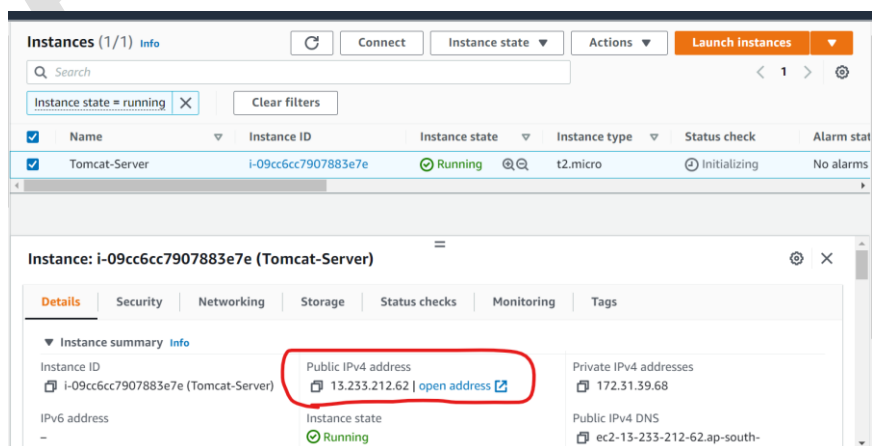 Instances (1/1) Info
Connect
Instance state
Actions
Launch instances
Search
1
Instance state = running
Clear filters
Name Instance ID Instance state Instance type Status check Alarm stat
Tomcat-Server i-09cc6cc7907883e7e Running t2.micro Initializing No alarms
Instance: i-09cc6cc7907883e7e (Tomcat-Server)
Details Security Networking Storage Status checks Monitoring Tags
Instance summary Info
Instance ID Public IPv4 address Private IPv4 addresses
i-09cc6cc7907883e7e (Tomcat-Server) 13.233.212.62 | open address 172.31.39.68
IPv6 address Instance state Public IPv4 DNS
– Running ec2-13-233-212-62.ap-south-